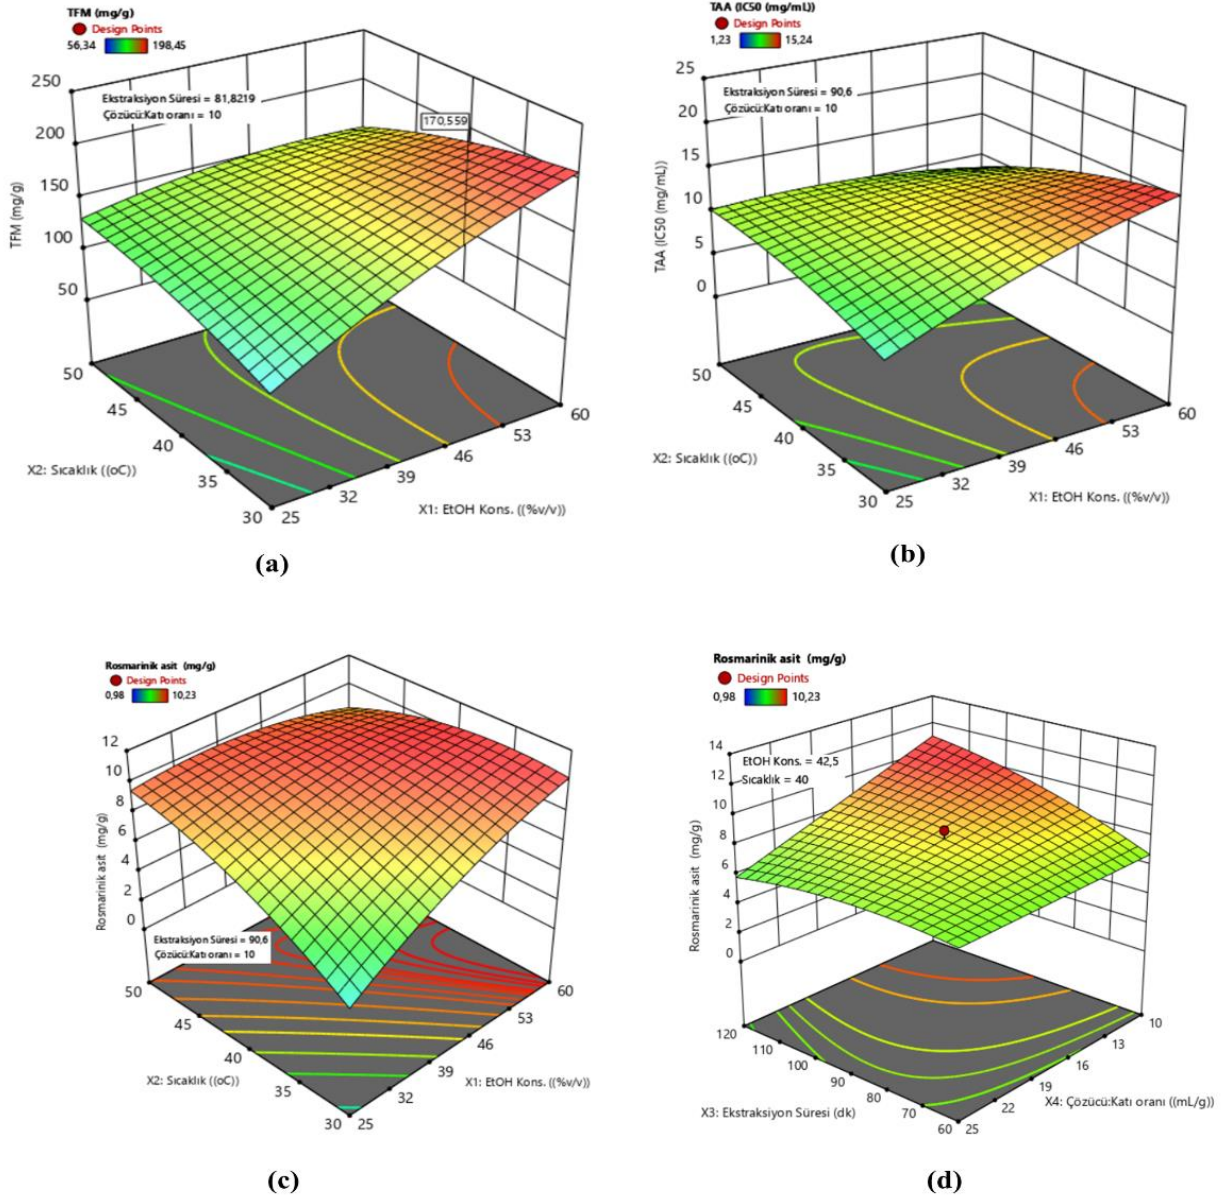 TFM (mg/g)
Design Points
56,34 198,45
Ekstraksiyon Süresi = 81,8219
Çözücü:Katı oranı = 10
170,559
250
200
150
100
50
TFM (mg/g)
50
45
40
35
30
X2: Sıcaklık ((oC))
25
32
39
46
53
60
X1: EtOH Kons. ((%v/v))
(a)
TAA (IC50 (mg/mL))
Design Points
1,23 15,24
Ekstraksiyon Süresi = 90,6
Çözücü:Katı oranı = 10
25
20
15
10
5
0
TAA (IC50 (mg/mL))
50
45
40
35
30
X2: Sıcaklık ((oC))
25
32
39
46
53
60
X1: EtOH Kons. ((%v/v))
(b)
Rosmarinik asit (mg/g)
Design Points
0,98 10,23
12
10
8
6
4
2
0
Rosmarinik asit (mg/g)
Ekstraksiyon Süresi = 90,6
Çözücü:Katı oranı = 10
50
45
40
35
30
X2: Sıcaklık ((oC))
25
32
39
46
53
60
X1: EtOH Kons. ((%v/v))
(c)
Rosmarinik asit (mg/g)
Design Points
0,98 10,23
EtOH Kons. = 42,5
Sıcaklık = 40
14
12
10
8
6
4
2
0
Rosmarinik asit (mg/g)
120
110
100
90
80
70
60
X3: Ekstraksiyon Süresi (dk)
25
22
19
16
13
10
X4: Çözücü:Katı oranı ((mL/g))
(d)